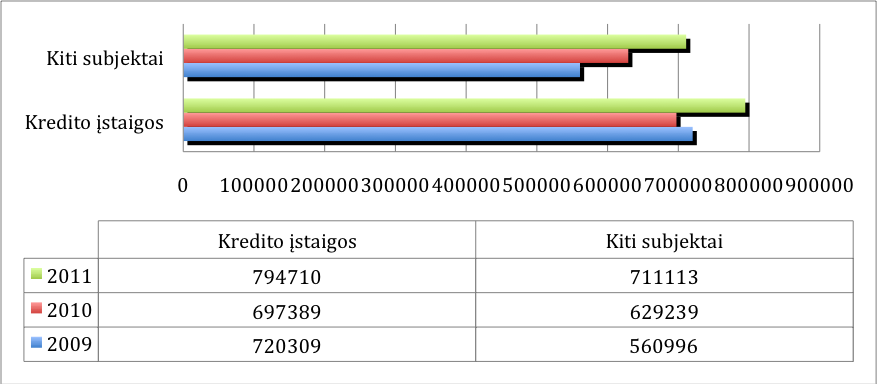 Kiti subjektai
Kredito įstaigos
0 100000 200000 300000 400000 500000 600000 700000 800000 900000
Kredito įstaigos Kiti subjektai
2011 794710 711113
2010 697389 629239
2009 720309 560996